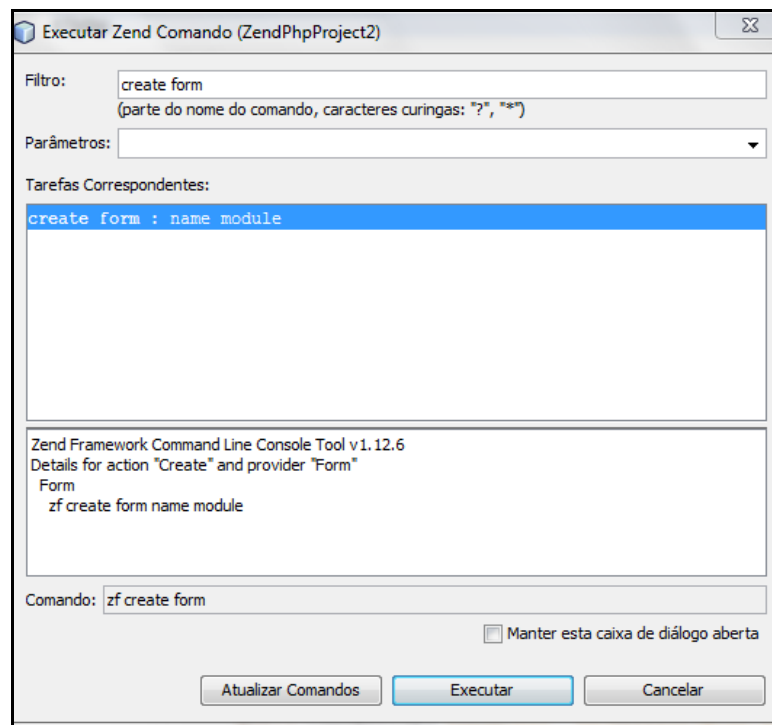 Executar Zend Comando (ZendPhpProject2)
Filtro: create form
(parte do nome do comando, caracteres curingas: "?", "*")
Parâmetros:
Tarefas Correspondentes:
create form : name module
Zend Framework Command Line Console Tool v1.12.6
Details for action "Create" and provider "Form"
Form
zf create form name module
Comando: zf create form
Manter esta caixa de diálogo aberta
Atualizar Comandos Executar Cancelar